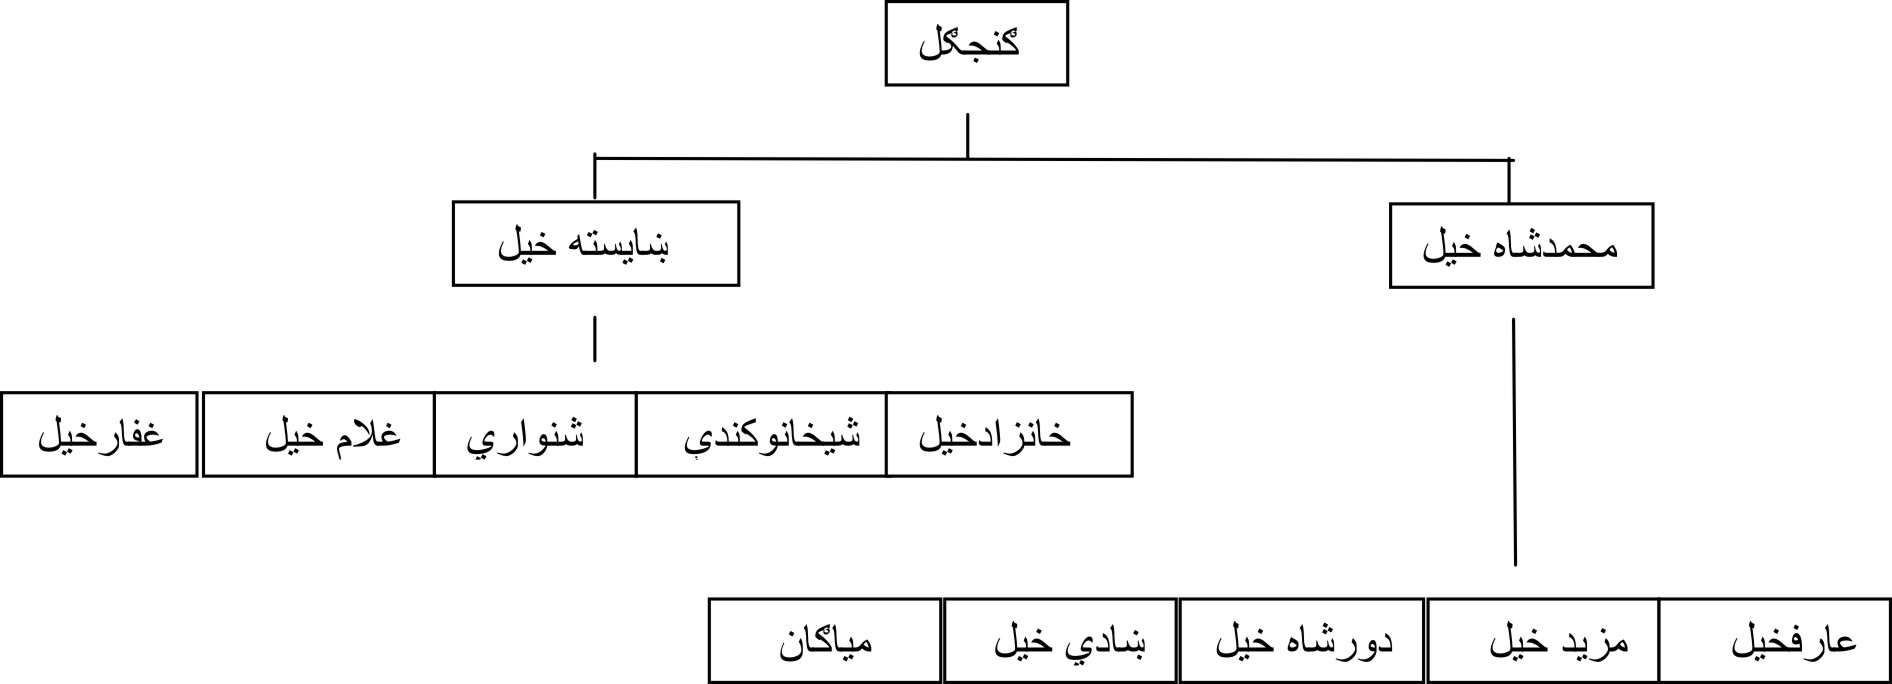 ګنجګل
محمدشاه خيل
ښايسته خيل
خانزادخيل
شيخانوکندې
شنواري
غلام خيل
غفارخيل
عارفخيل
مزيد خيل
دورشاه خيل
ښادي خيل
مياګان